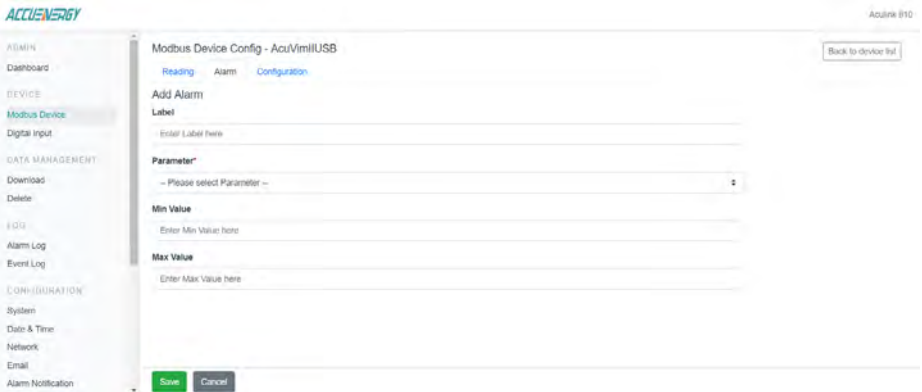 ACCUENERGY
Aculink 810
ADMIN
Dashboard
DEVICE
Modbus Device
Digital Input
DATA MANAGEMENT
Download
Delete
LOG
Alarm Log
Event Log
CONFIGURATION
System
Date & Time
Network
Email
Alarm Notification
Modbus Device Config - AcuVimIIUSB
Back to device list
Reading Alarm Configuration
Add Alarm
Label
Enter Label here
Parameter*
-- Please select Parameter --
Min Value
Enter Min Value here
Max Value
Enter Max Value here
Save Cancel